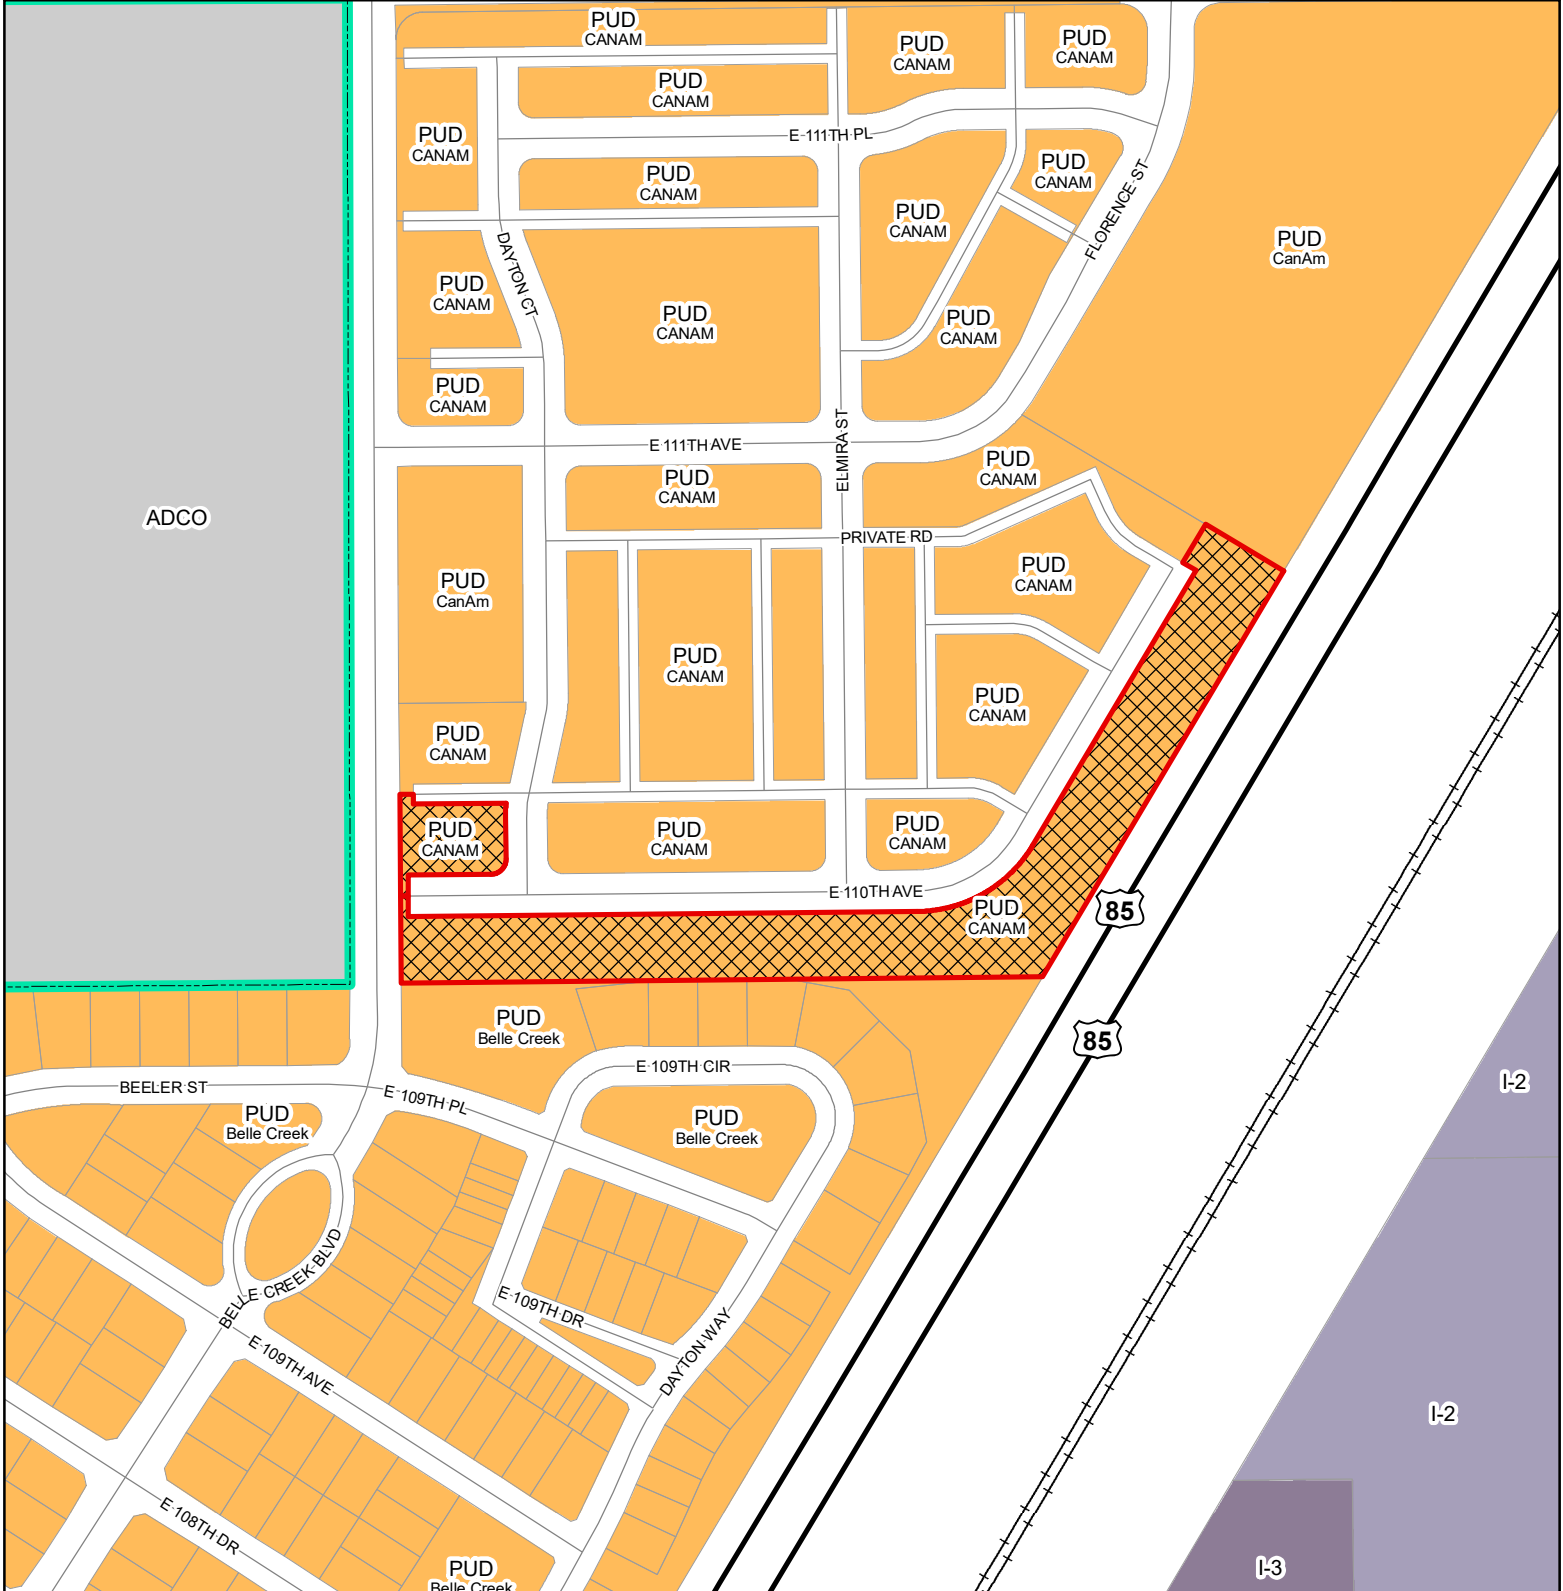 PUD
CANAM
PUD
CANAM
PUD
CANAM
PUD
CANAM
PUD
CANAM
E 111TH PL
PUD
CANAM
PUD
CANAM
PUD
CANAM
FLORENCE ST
PUD
CanAm
DAYTON CT
PUD
CANAM
PUD
CANAM
PUD
CANAM
PUD
CANAM
E 111TH AVE
ELMIRA ST
PUD
CANAM
PUD
CANAM
ADCO
PRIVATE RD
PUD
CanAm
PUD
CANAM
PUD
CANAM
PUD
CANAM
PUD
CANAM
PUD
CANAM
PUD
CANAM
PUD
CANAM
E 110TH AVE
PUD
CANAM
85
85
PUD
Belle Creek
E 109TH CIR
BEELER ST
E 109TH PL
PUD
Belle Creek
PUD
Belle Creek
I-2
BELLE CREEK BLVD
E 109TH DR
DAYTON WAY
E 109TH AVE
I-2
E 108TH DR
PUD
Belle Creek
I-3